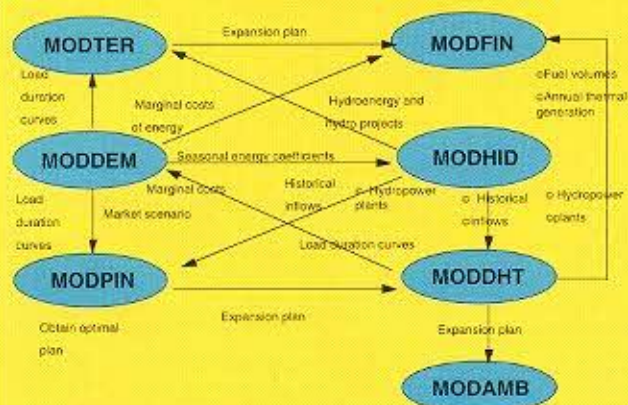 MODTER
Expansion plan
MODFIN
Load
duration
curves
Marginal costs
of energy
Hydroenergy and
hydro projects
oFuel volumes
oAnnual thermal
generation
MODDEM
Seasonal energy coefficients
MODHID
Load
duration
curves
Marginal costs
Market scenario
Historical
inflows
o Hydropower
plants
o Historical
oinflows
o Hydropower
oplants
Load duration curves
MODPIN
MODDHT
Obtain optimal
plan
Expansion plan
Expansion plan
MODAMB